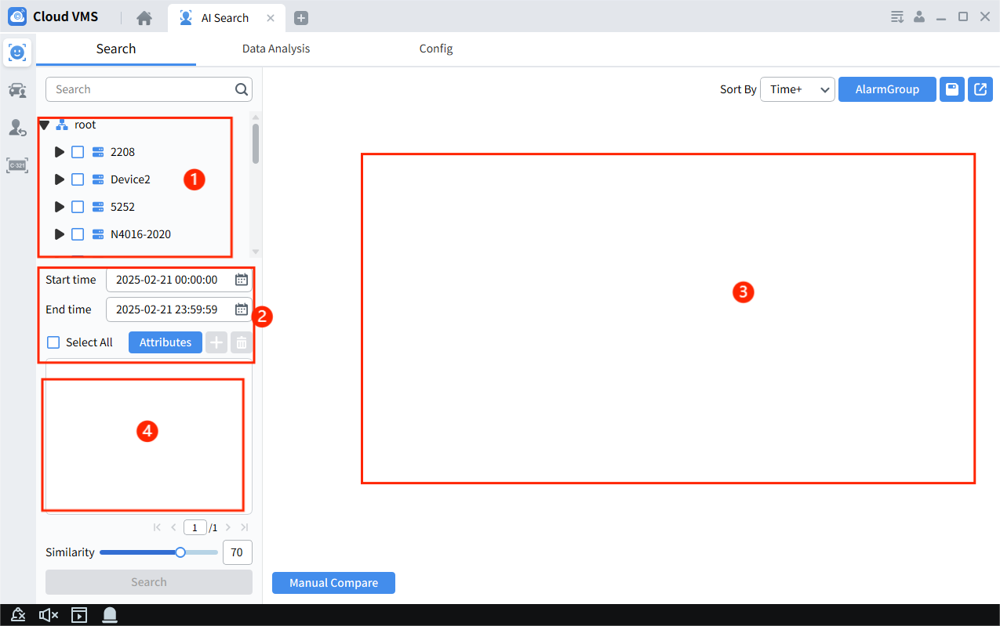 Cloud VMS
AI Search
Search
Data Analysis
Config
Search
Sort By
Time+
AlarmGroup
root
2208
Device2
5252
N4016-2020
1
Start time
2025-02-21 00:00:00
End time
2025-02-21 23:59:59
2
Select All
Attributes
3
4
C-321
1 /1
Similarity
70
Search
Manual Compare